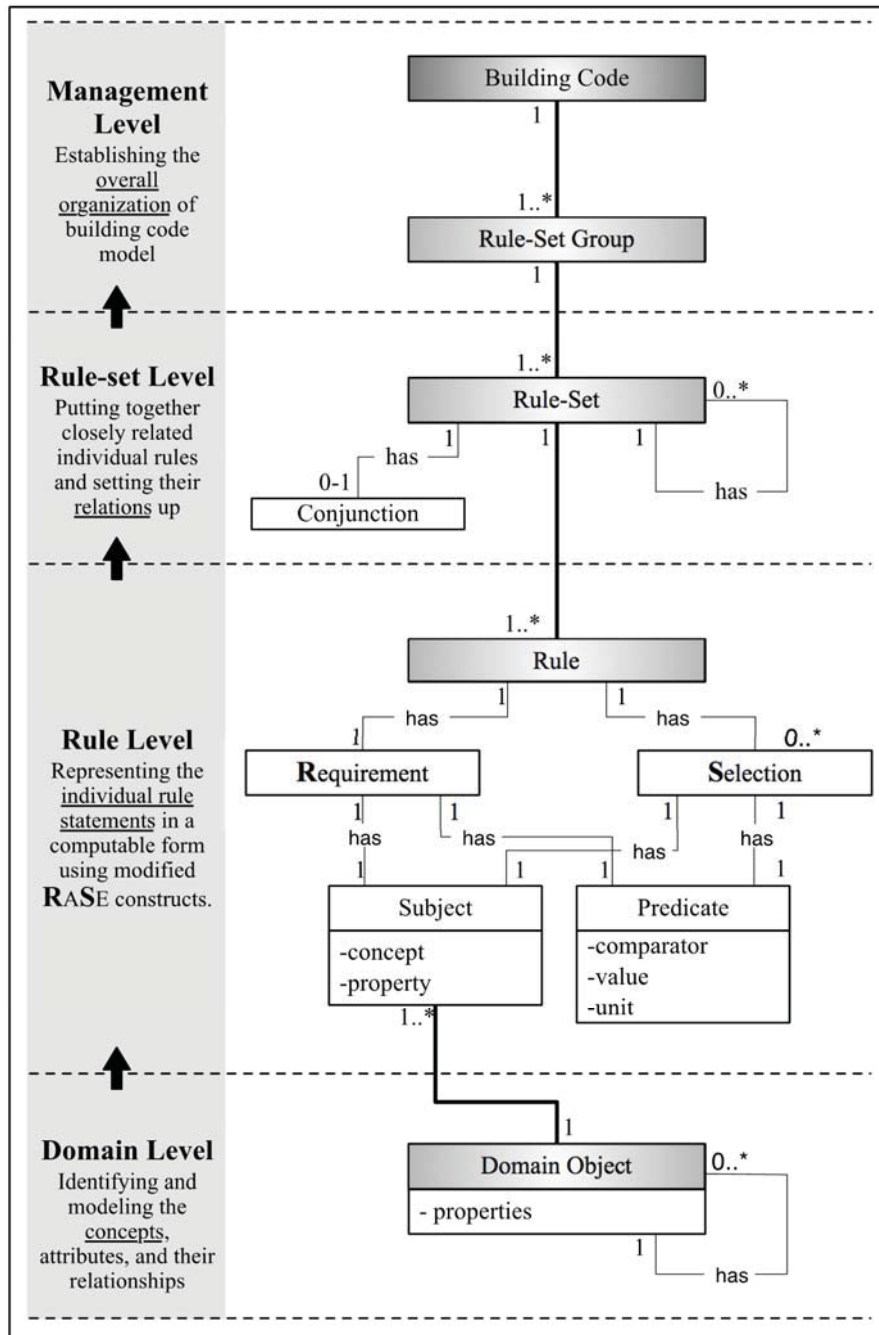 Management
Level
Establishing the
overall
organization of
building code
model
Building Code
1
1..*
Rule-Set Group
1
Rule-set Level
Putting together
closely related
individual rules
and setting their
relations up
1..*
Rule-Set
0..*
1
1
1
has
has
0-1
Conjunction
Rule Level
Representing the
individual rule
statements in a
computable form
using modified
RASE constructs.
1..*
Rule
1
1
has
has
1
0..*
Requirement
Selection
1
1
1
1
has
has
has
has
1
1
1
1
Subject
-concept
-property
Predicate
-comparator
-value
-unit
1..*
Domain Level
Identifying and
modeling the
concepts,
attributes, and their
relationships
1
Domain Object
0..*
- properties
1
has